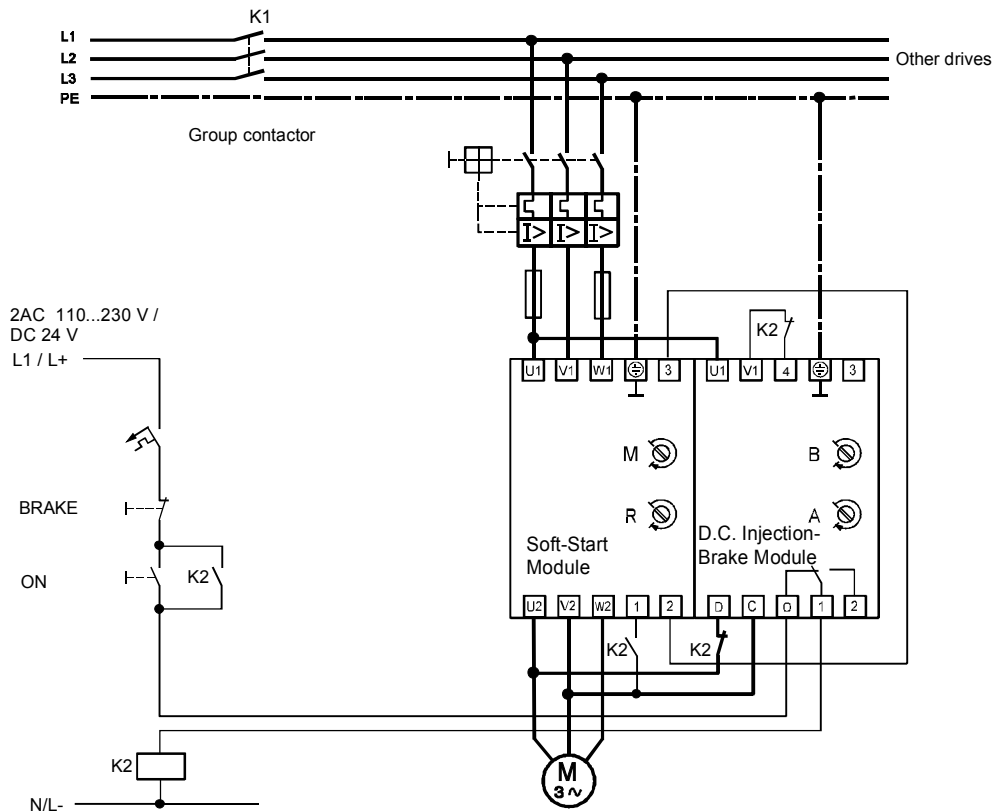 K1
L1
L2
Other drives
L3
PE
Group contactor
I> I> I>
2AC 110...230 V /
DC 24 V
L1 / L+
K2
U1 V1 W1 3 U1 V1 4 3
M B
BRAKE
R A
Soft-Start
Module
D.C. Injection-
Brake Module
ON
K2
U2 V2 W2 1 2 D C 0 1 2
K2 K2
K2
M
3~
N/L-